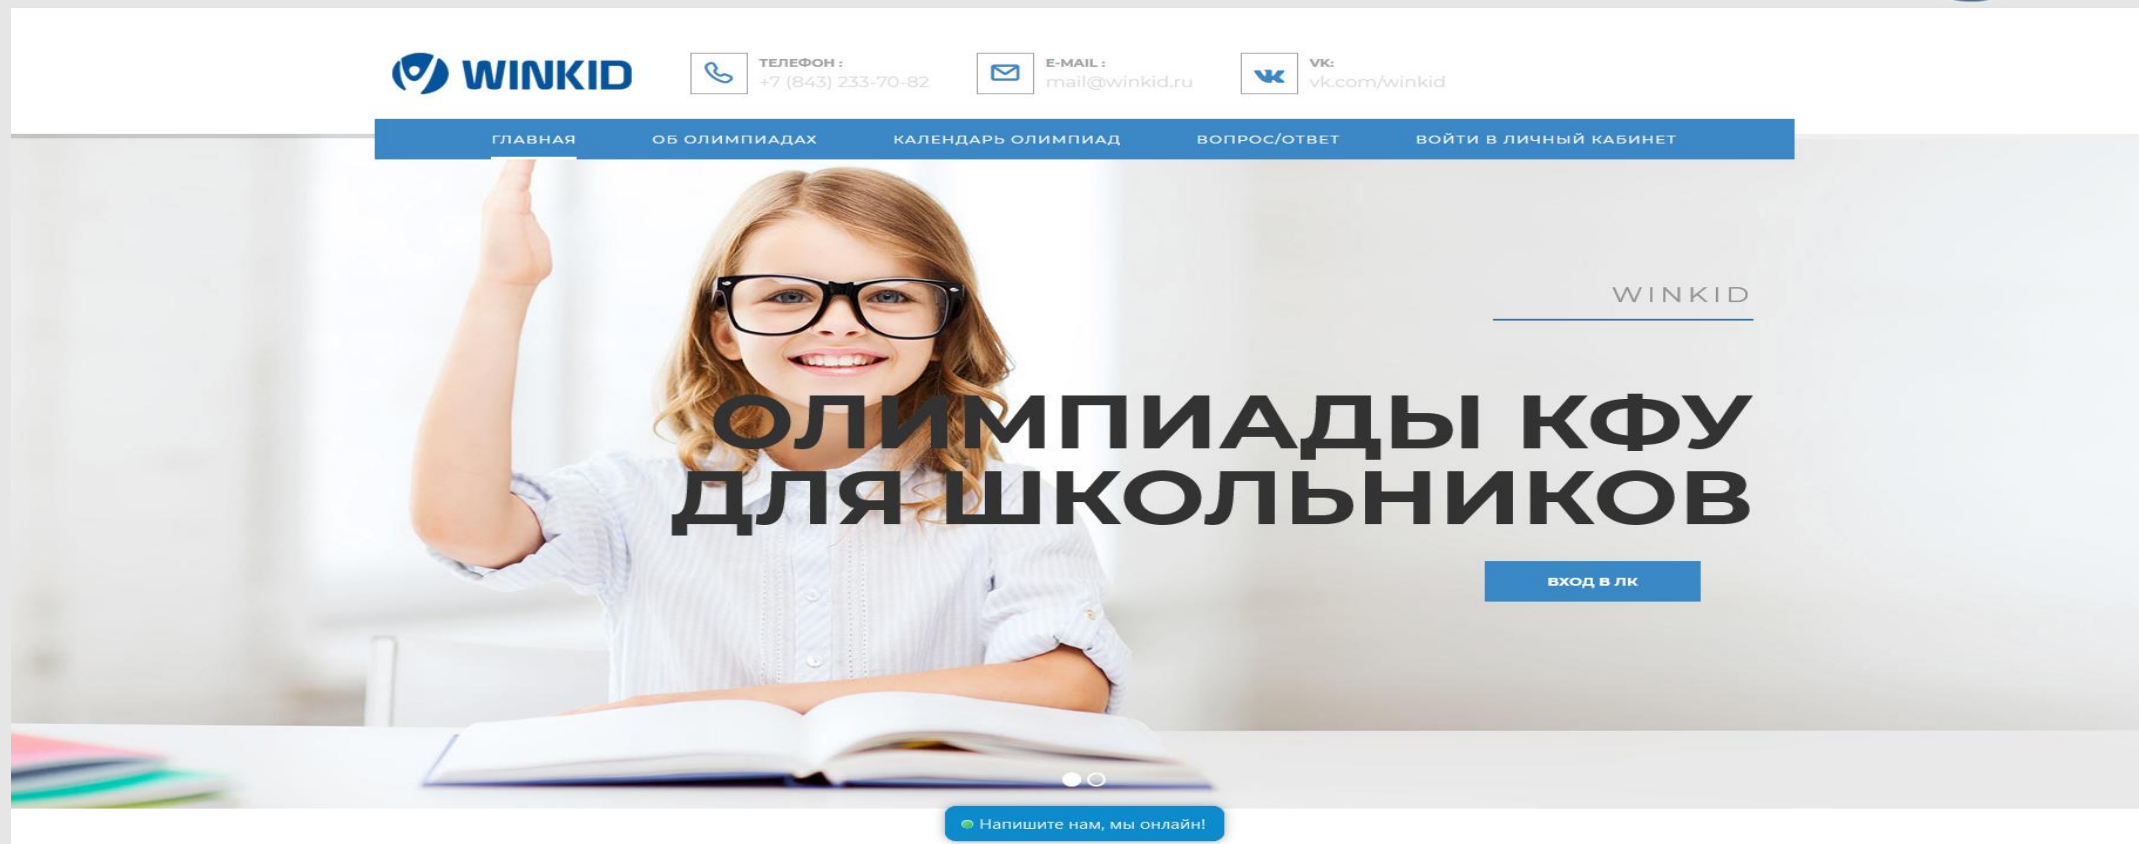 WINKID
ТЕЛЕФОН :
+7 (843) 233-70-82
E-MAIL :
mail@winkid.ru
VK:
vk.com/winkid
ГЛАВНАЯ
ОБ ОЛИМПИАДАХ
КАЛЕНДАРЬ ОЛИМПИАД
ВОПРОС/ОТВЕТ
ВОЙТИ В ЛИЧНЫЙ КАБИНЕТ
WINKID
ОЛИМПИАДЫ КФУ
ДЛЯ ШКОЛЬНИКОВ
ВХОД В ЛК
Напишите нам, мы онлайн!